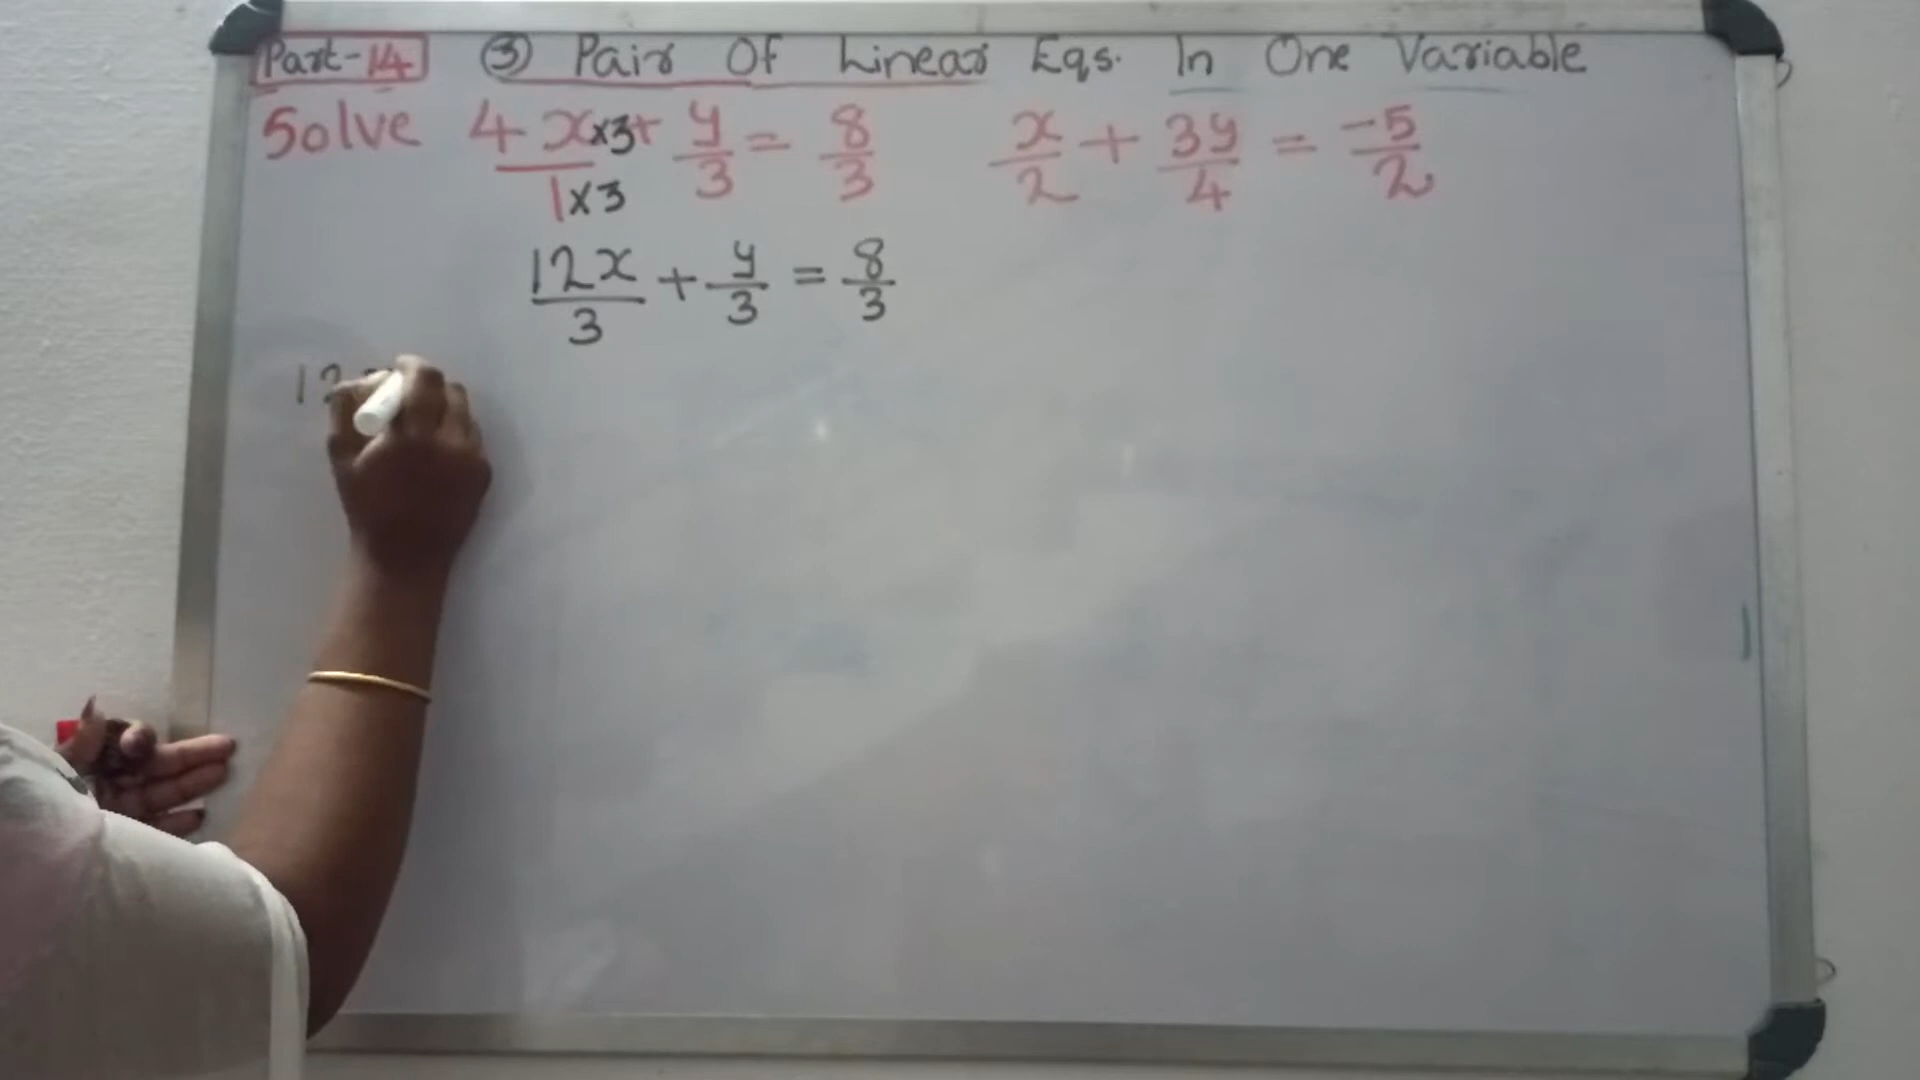 Part-14 ③ Pair Of Linear Eqs. In One Variable
Solve 4x×3/1×3 + y/3 = 8/3 x/2 + 3y/4 = -5/2
12x/3 + y/3 = 8/3
12